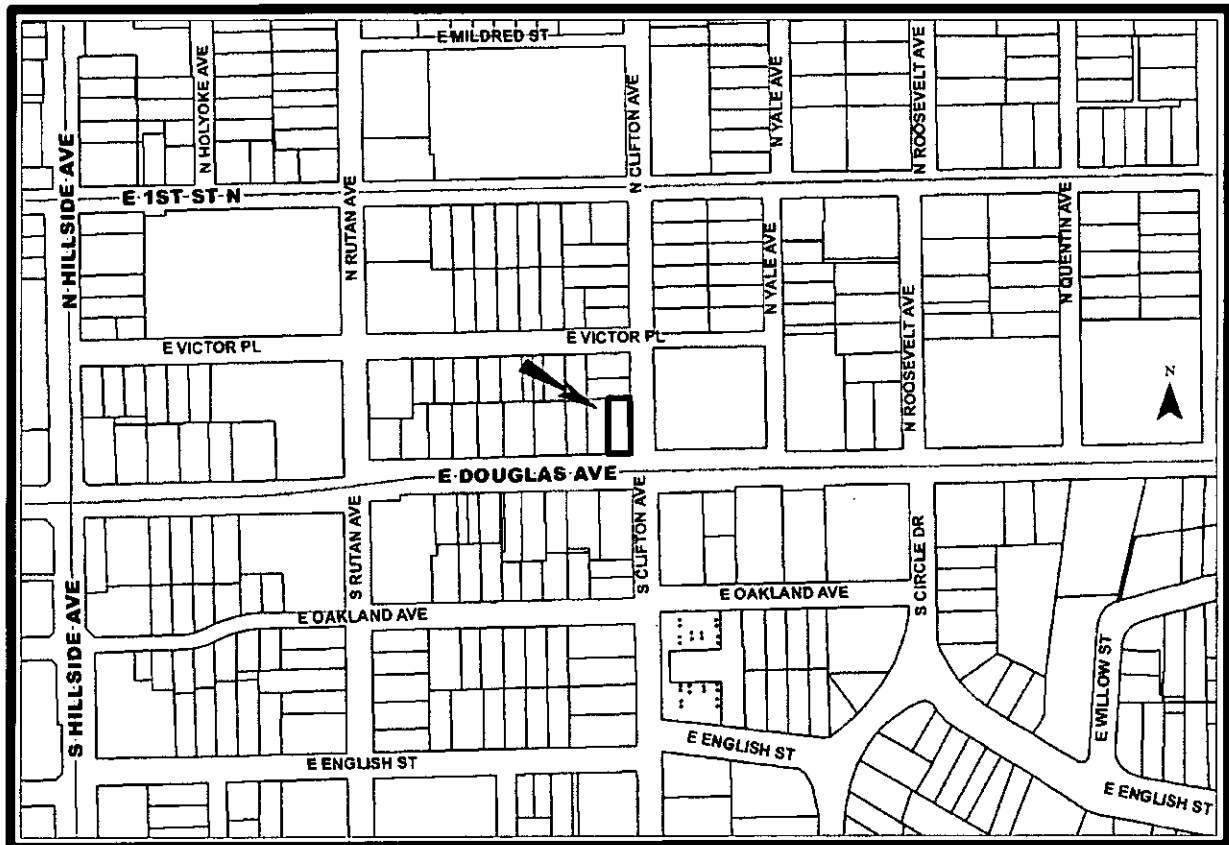 E MILDRED ST
N HOLYOKE AVE
N YALE AVE
N ROOSEVELT AVE
N CLIFTON AVE
N HILLSIDE AVE
E 1ST ST N
N RUTAN AVE
N YALE AVE
N QUENTIN AVE
N ROOSEVELT AVE
E VICTOR PL
E VICTOR PL
N
E DOUGLAS AVE
S RUTAN AVE
S CLIFTON AVE
S CIRCLE DR
E OAKLAND AVE
E OAKLAND AVE
S HILLSIDE AVE
E WILLOW ST
E ENGLISH ST
E ENGLISH ST
E ENGLISH ST